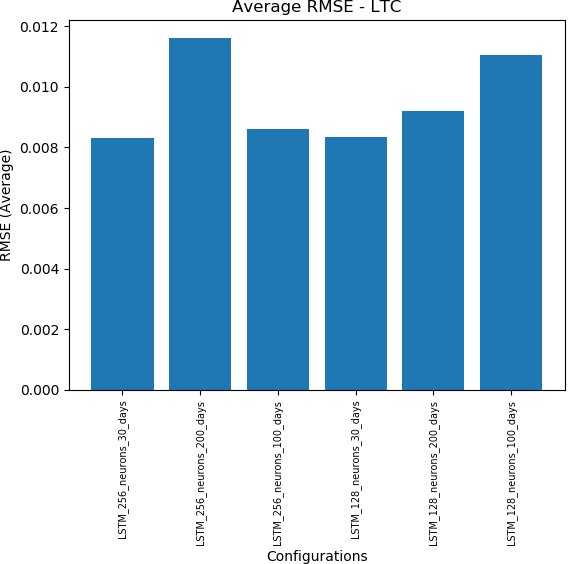 Average RMSE - LTC
RMSE (Average)
0.012
0.010
0.008
0.006
0.004
0.002
0.000
LSTM_256_neurons_30_days
LSTM_256_neurons_200_days
LSTM_256_neurons_100_days
LSTM_128_neurons_30_days
LSTM_128_neurons_200_days
LSTM_128_neurons_100_days
Configurations